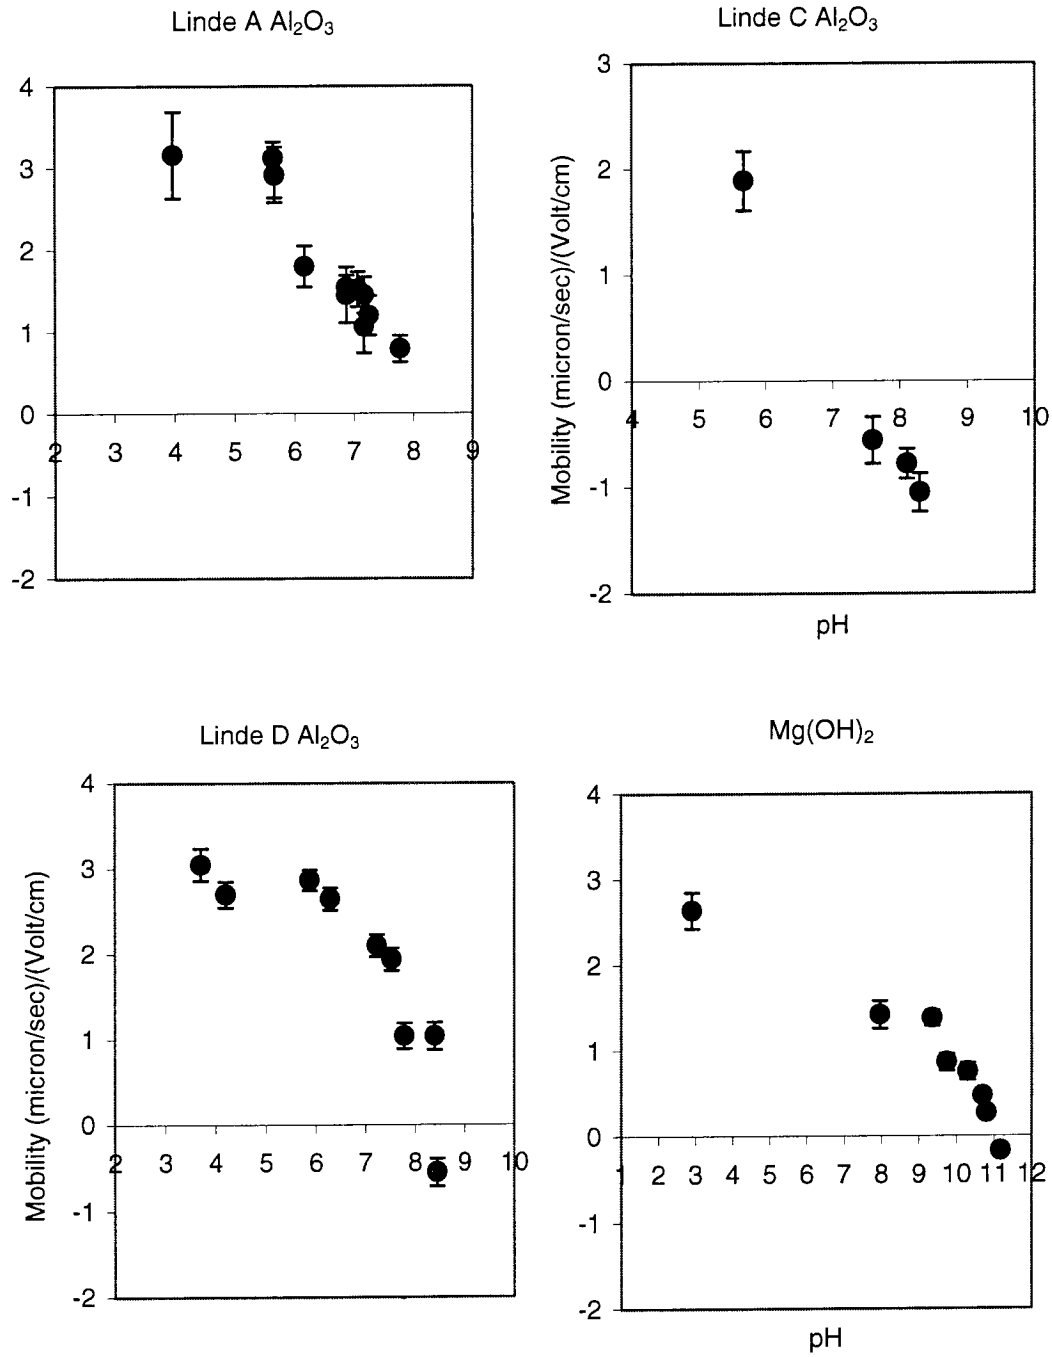 Linde A Al₂O₃
4
3
2
1
0
-1
-2
2 3 4 5 6 7 8 9
Linde C Al₂O₃
Mobility (micron/sec)/(Volt/cm)
3
2
1
0
-1
-2
4 5 6 7 8 9 10
pH
Linde D Al₂O₃
Mobility (micron/sec)/(Volt/cm)
4
3
2
1
0
-1
-2
2 3 4 5 6 7 8 9 10
Mg(OH)₂
4
3
2
1
0
-1
-2
1 2 3 4 5 6 7 8 9 10 11 12
pH